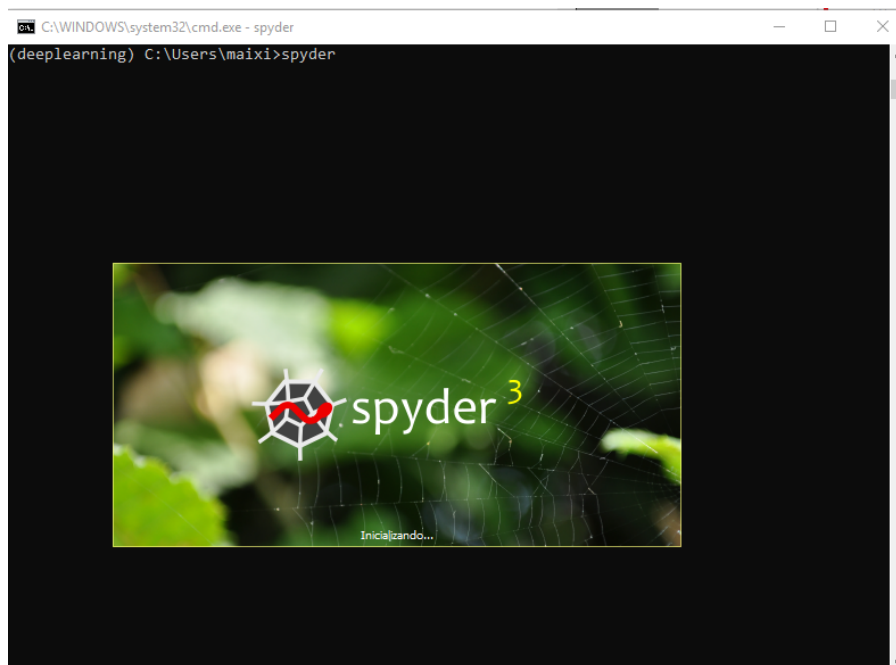 C:\WINDOWS\system32\cmd.exe - spyder
(deeplearning) C:\Users\maixi>spyder
spyder 3
Inicializando...